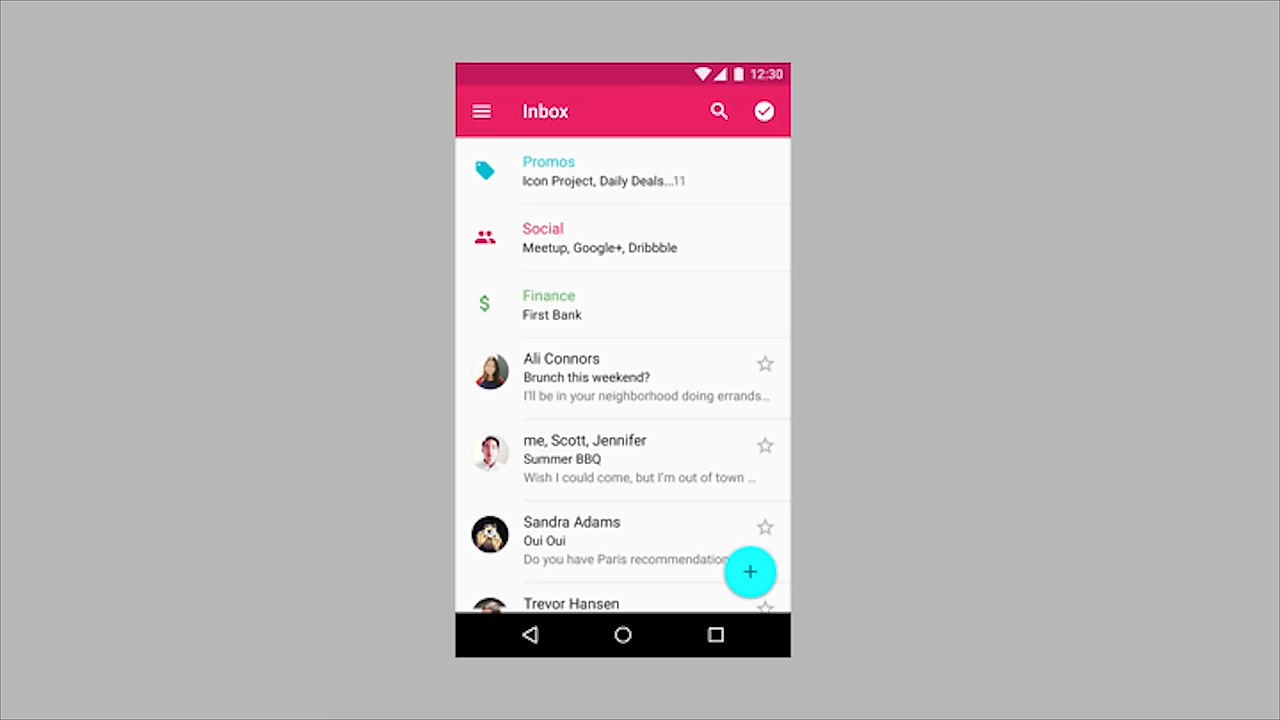 12:30
Inbox
Promos
Icon Project, Daily Deals...11
Social
Meetup, Google+, Dribbble
Finance
First Bank
Ali Connors
Brunch this weekend?
I'll be in your neighborhood doing errands...
me, Scott, Jennifer
Summer BBQ
Wish I could come, but I'm out of town ...
Sandra Adams
Oui Oui
Do you have Paris recommendation
Trevor Hansen